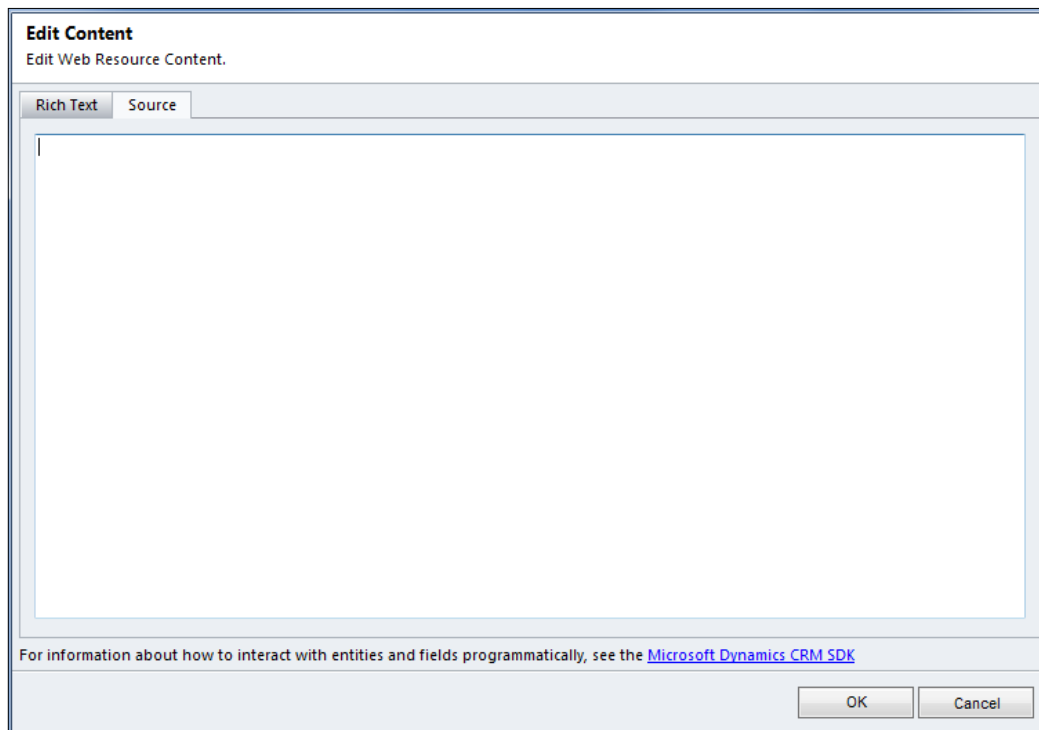 Edit Content
Edit Web Resource Content.
Rich Text Source
For information about how to interact with entities and fields programmatically, see the Microsoft Dynamics CRM SDK
OK Cancel